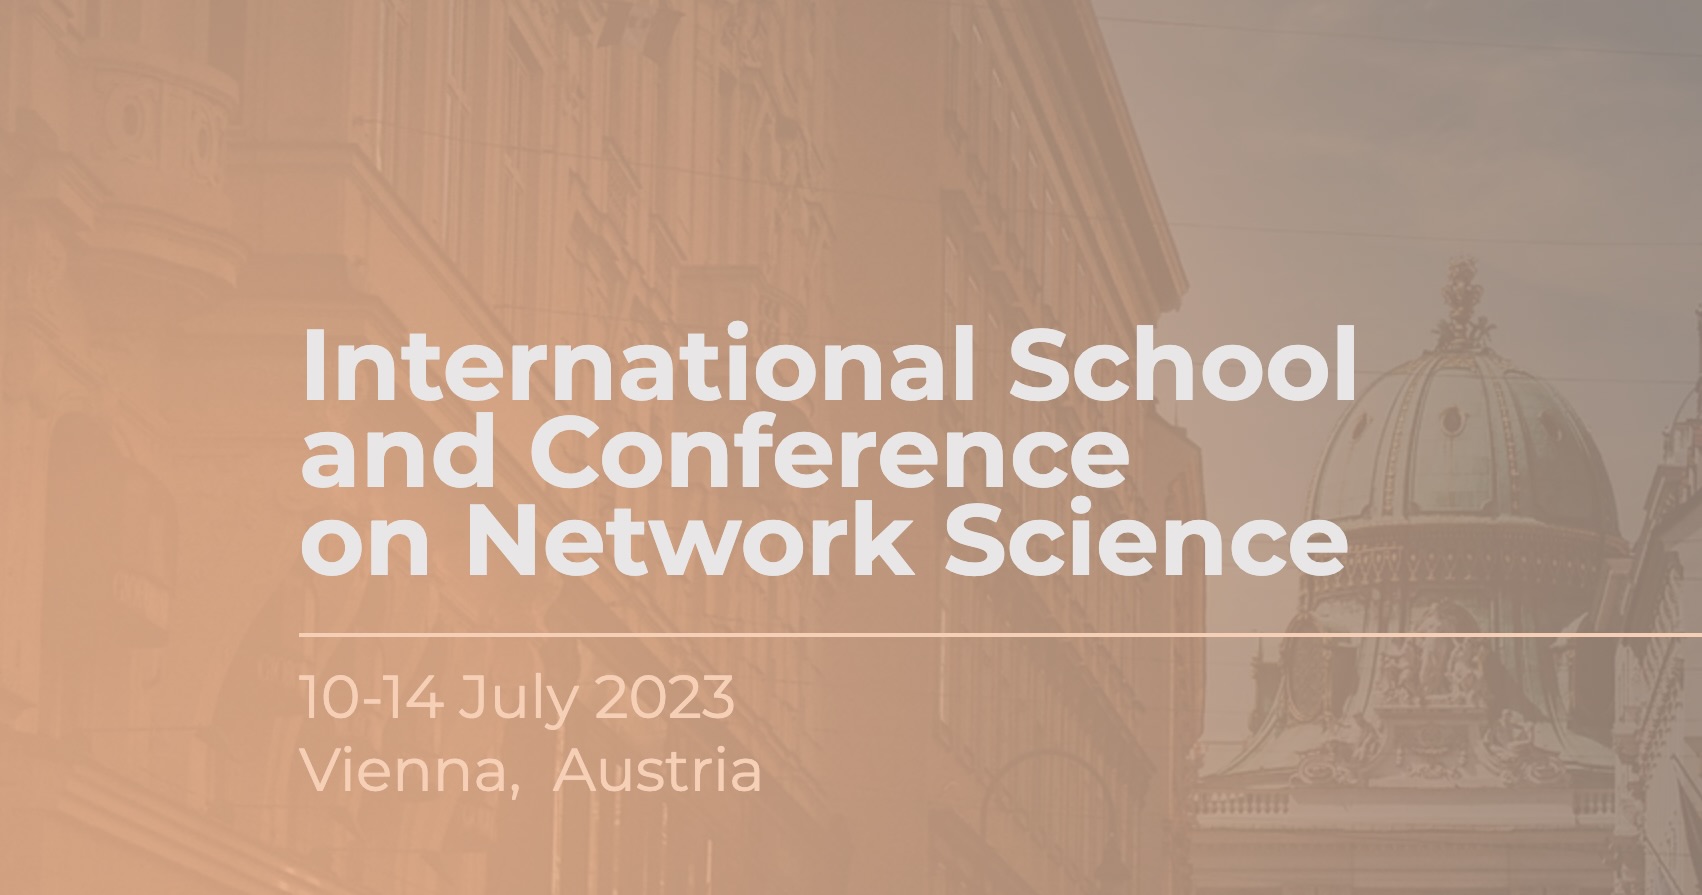 International School
and Conference
on Network Science
10-14 July 2023
Vienna, Austria